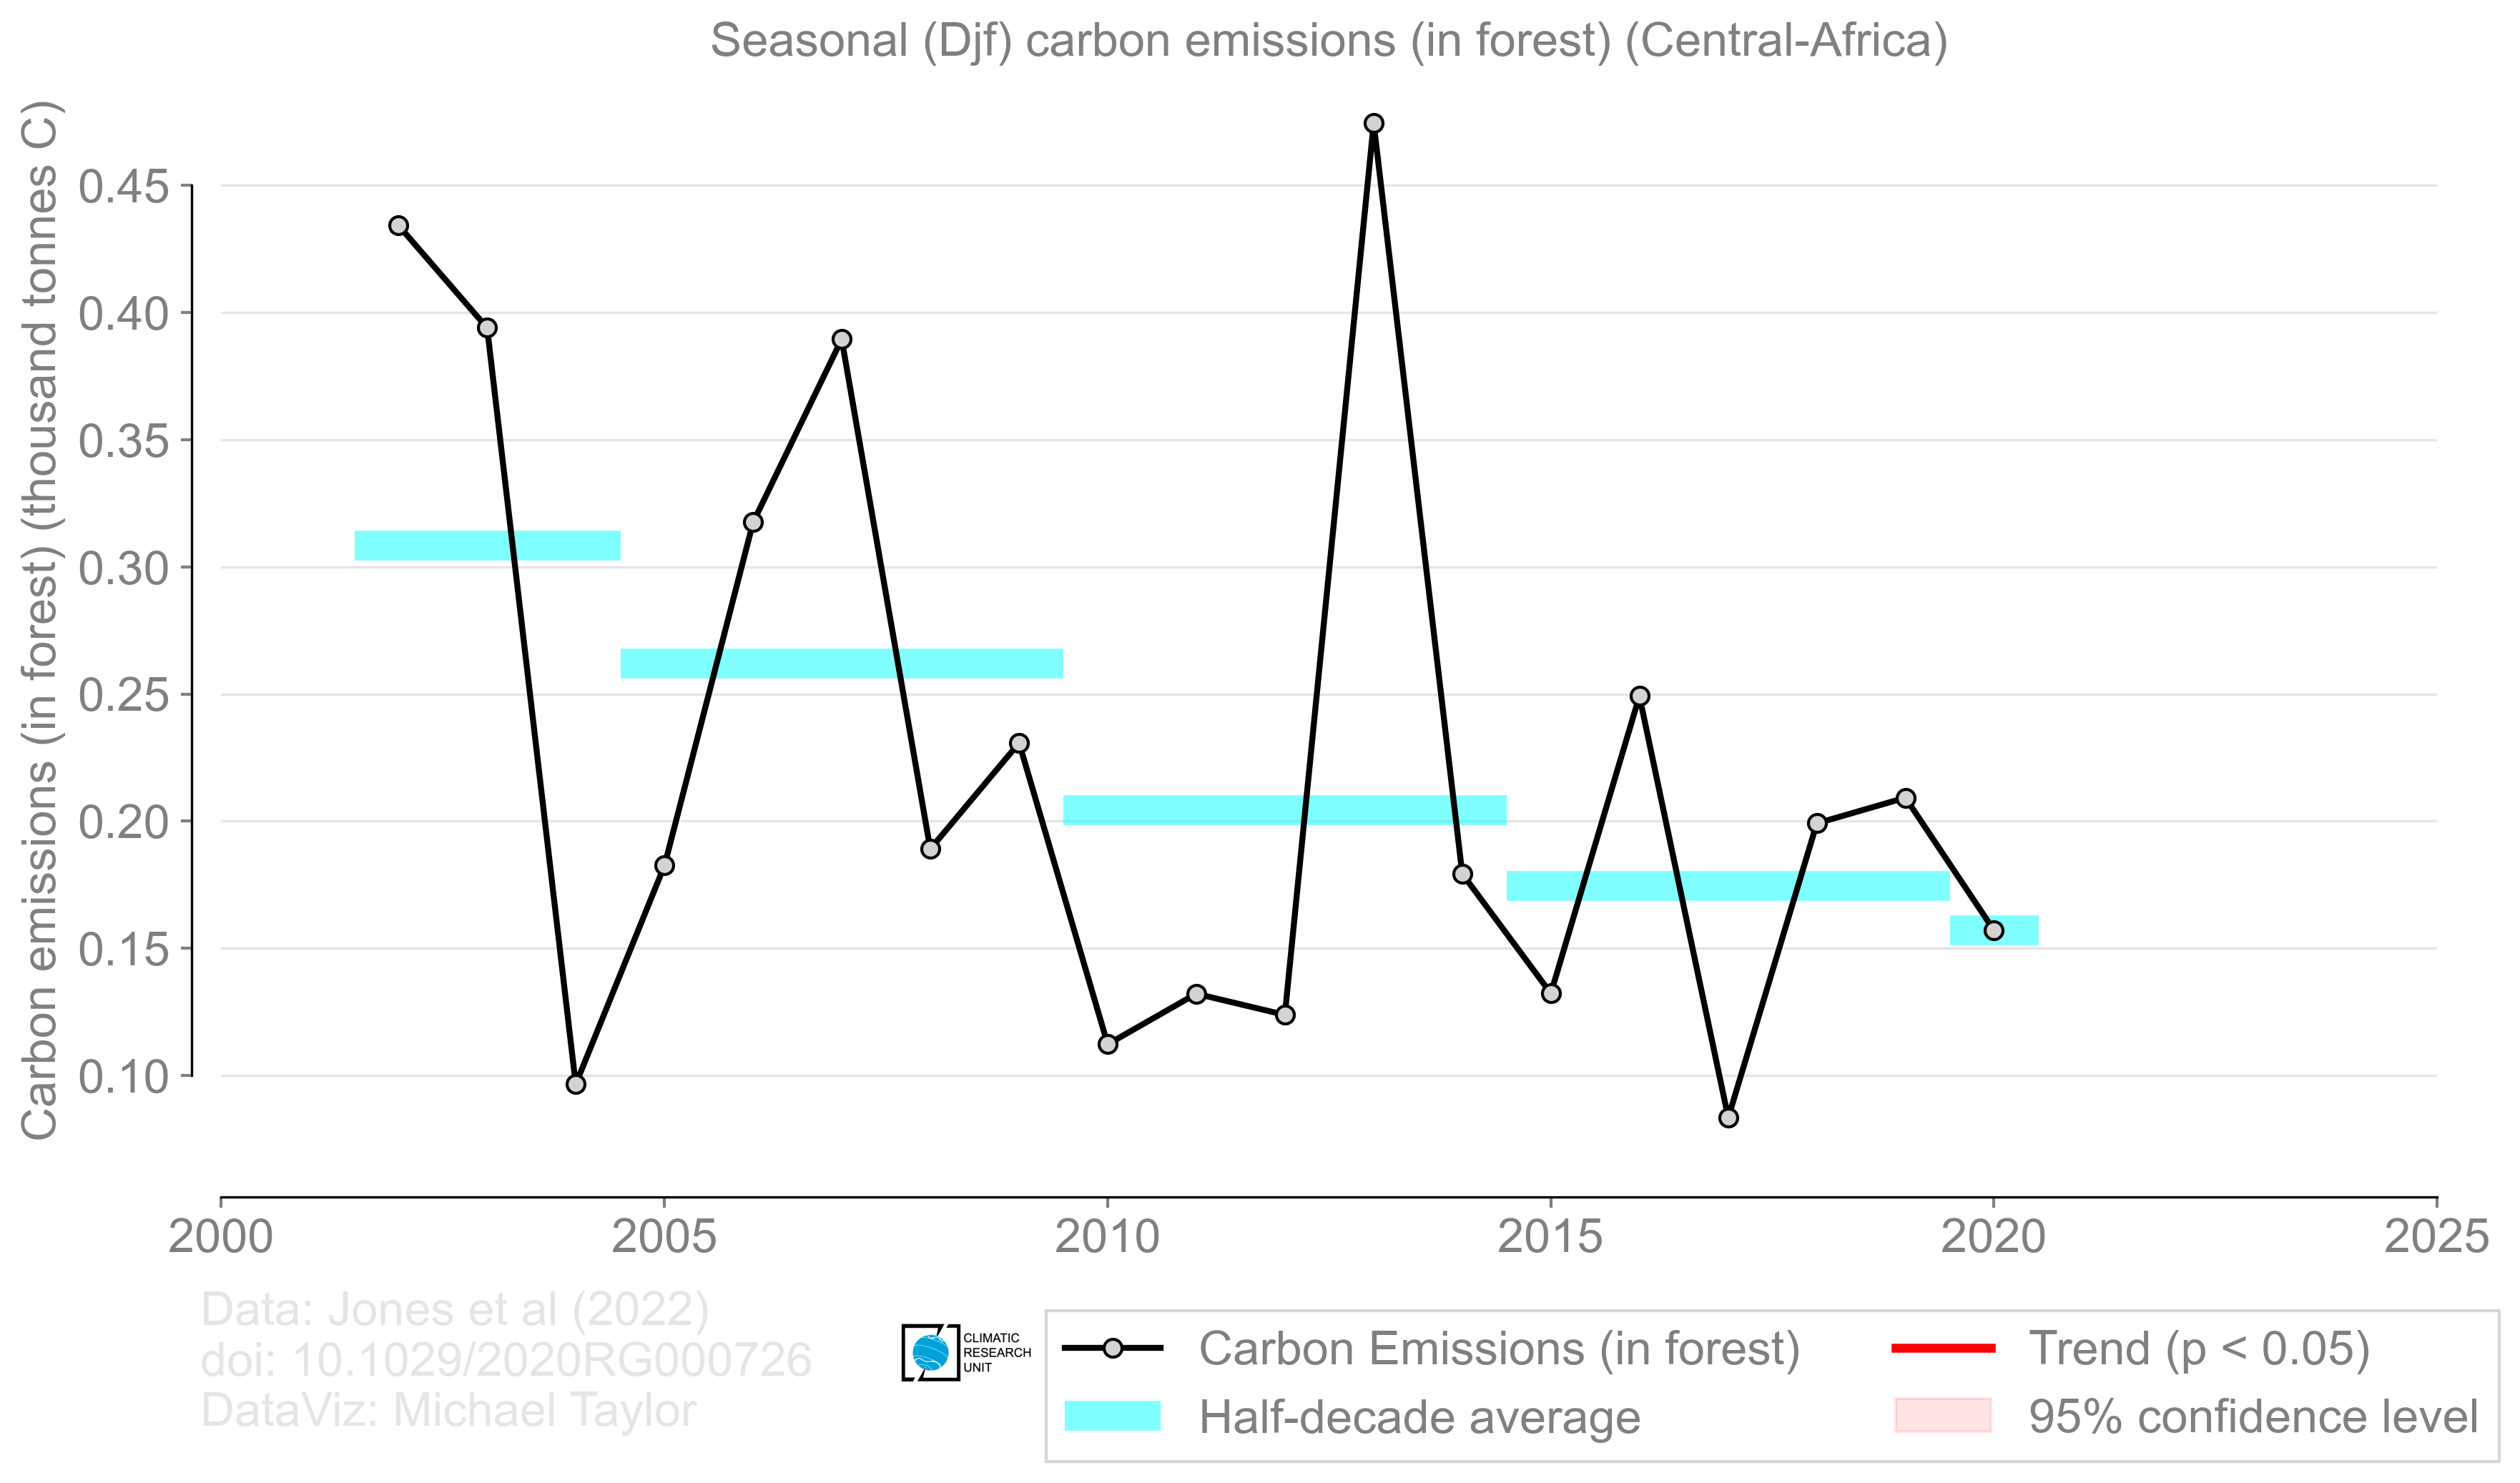 Seasonal (Djf) carbon emissions (in forest) (Central-Africa)
Carbon emissions (in forest) (thousand tonnes C)
0.45
0.40
0.35
0.30
0.25
0.20
0.15
0.10
2000 2005 2010 2015 2020 2025
Data: Jones et al (2022)
doi: 10.1029/2020RG000726
DataViz: Michael Taylor
CLIMATIC
RESEARCH
UNIT
Carbon Emissions (in forest)
Half-decade average
Trend (p < 0.05)
95% confidence level